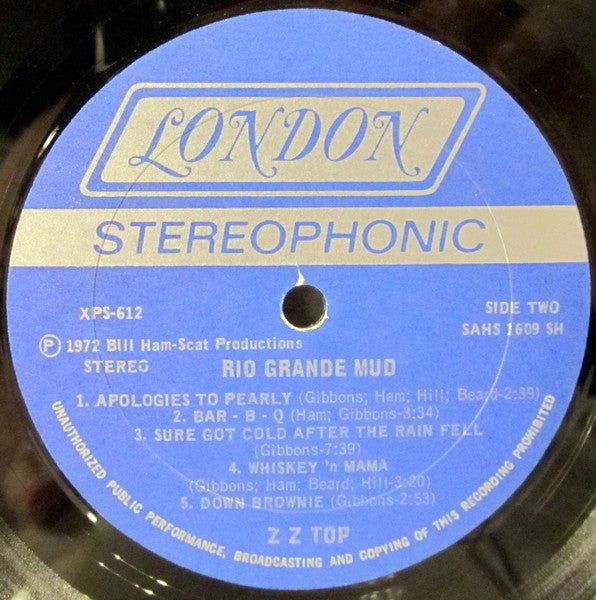 LONDON
STEREOPHONIC
XPS-612
SIDE TWO
SAHS 1609 SH
Ⓟ 1972 Bill Ham-Scat Productions
STEREO
RIO GRANDE MUD
1. APOLOGIES TO PEARLY (Gibbons; Ham; Hill; Beard-2:39)
2. BAR - B - Q (Ham; Gibbons-3:34)
3. SURE GOT COLD AFTER THE RAIN FELL
(Gibbons-7:39)
4. WHISKEY 'n MAMA
(Gibbons; Ham; Beard; Hill-3:20)
5. DOWN BROWNIE (Gibbons-2:53)
Z Z TOP
UNAUTHORIZED PUBLIC PERFORMANCE, BROADCASTING AND COPYING OF THIS RECORDING PROHIBITED